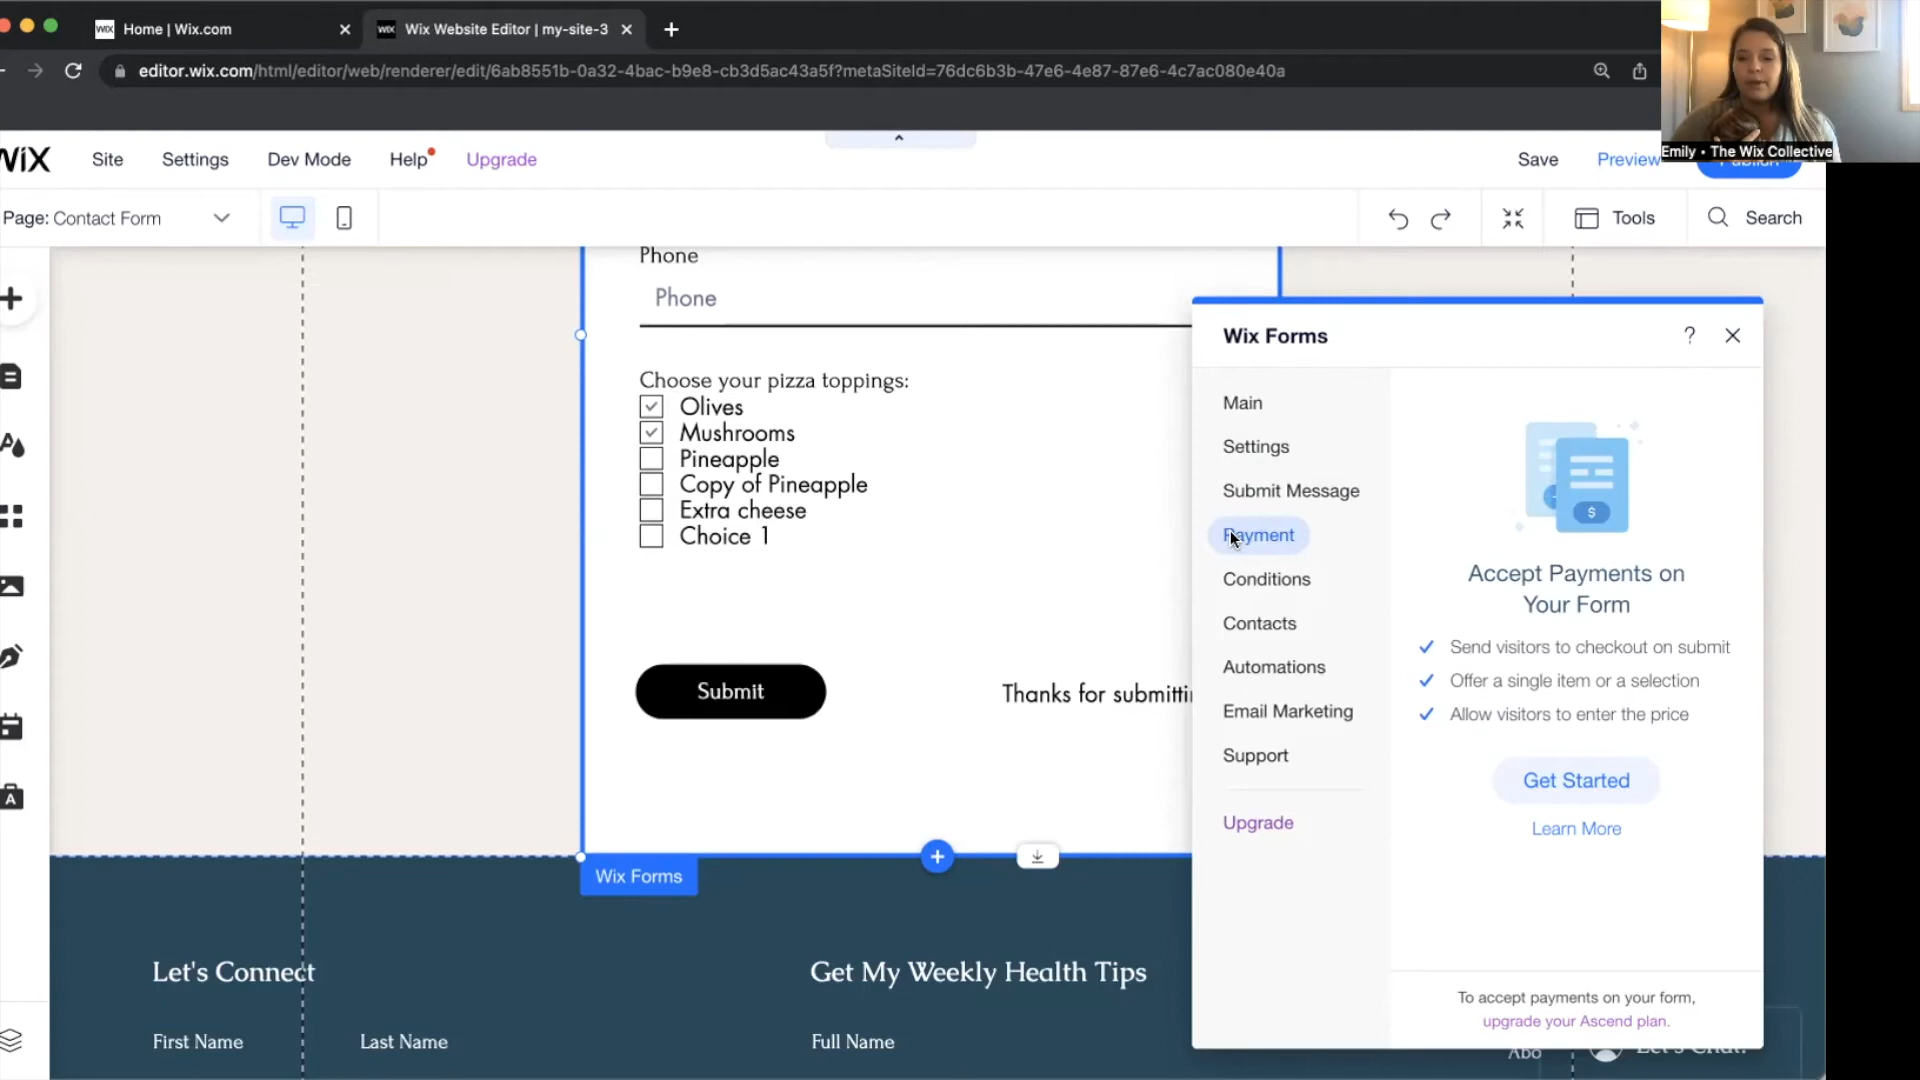 Home | Wix.com
Wix Website Editor | my-site-3
editor.wix.com/html/editor/web/renderer/edit/6ab8551b-0a32-4bac-b9e8-cb3d5ac43a5f?metaSiteId=76dc6b3b-47e6-4e87-87e6-4c7ac080e40a
Emily • The Wix Collective
WiX
Site
Settings
Dev Mode
Help
Upgrade
Save
Preview
Publish
Page: Contact Form
Tools
Search
Phone
Phone
Choose your pizza toppings:
Olives
Mushrooms
Pineapple
Copy of Pineapple
Extra cheese
Choice 1
Submit
Thanks for submittin
Wix Forms
Wix Forms
?
Main
Settings
Submit Message
Payment
Conditions
Contacts
Automations
Email Marketing
Support
Upgrade
$
Accept Payments on
Your Form
Send visitors to checkout on submit
Offer a single item or a selection
Allow visitors to enter the price
Get Started
Learn More
To accept payments on your form,
upgrade your Ascend plan.
Let's Connect
Get My Weekly Health Tips
First Name
Last Name
Full Name
Abo
Let's Chat!